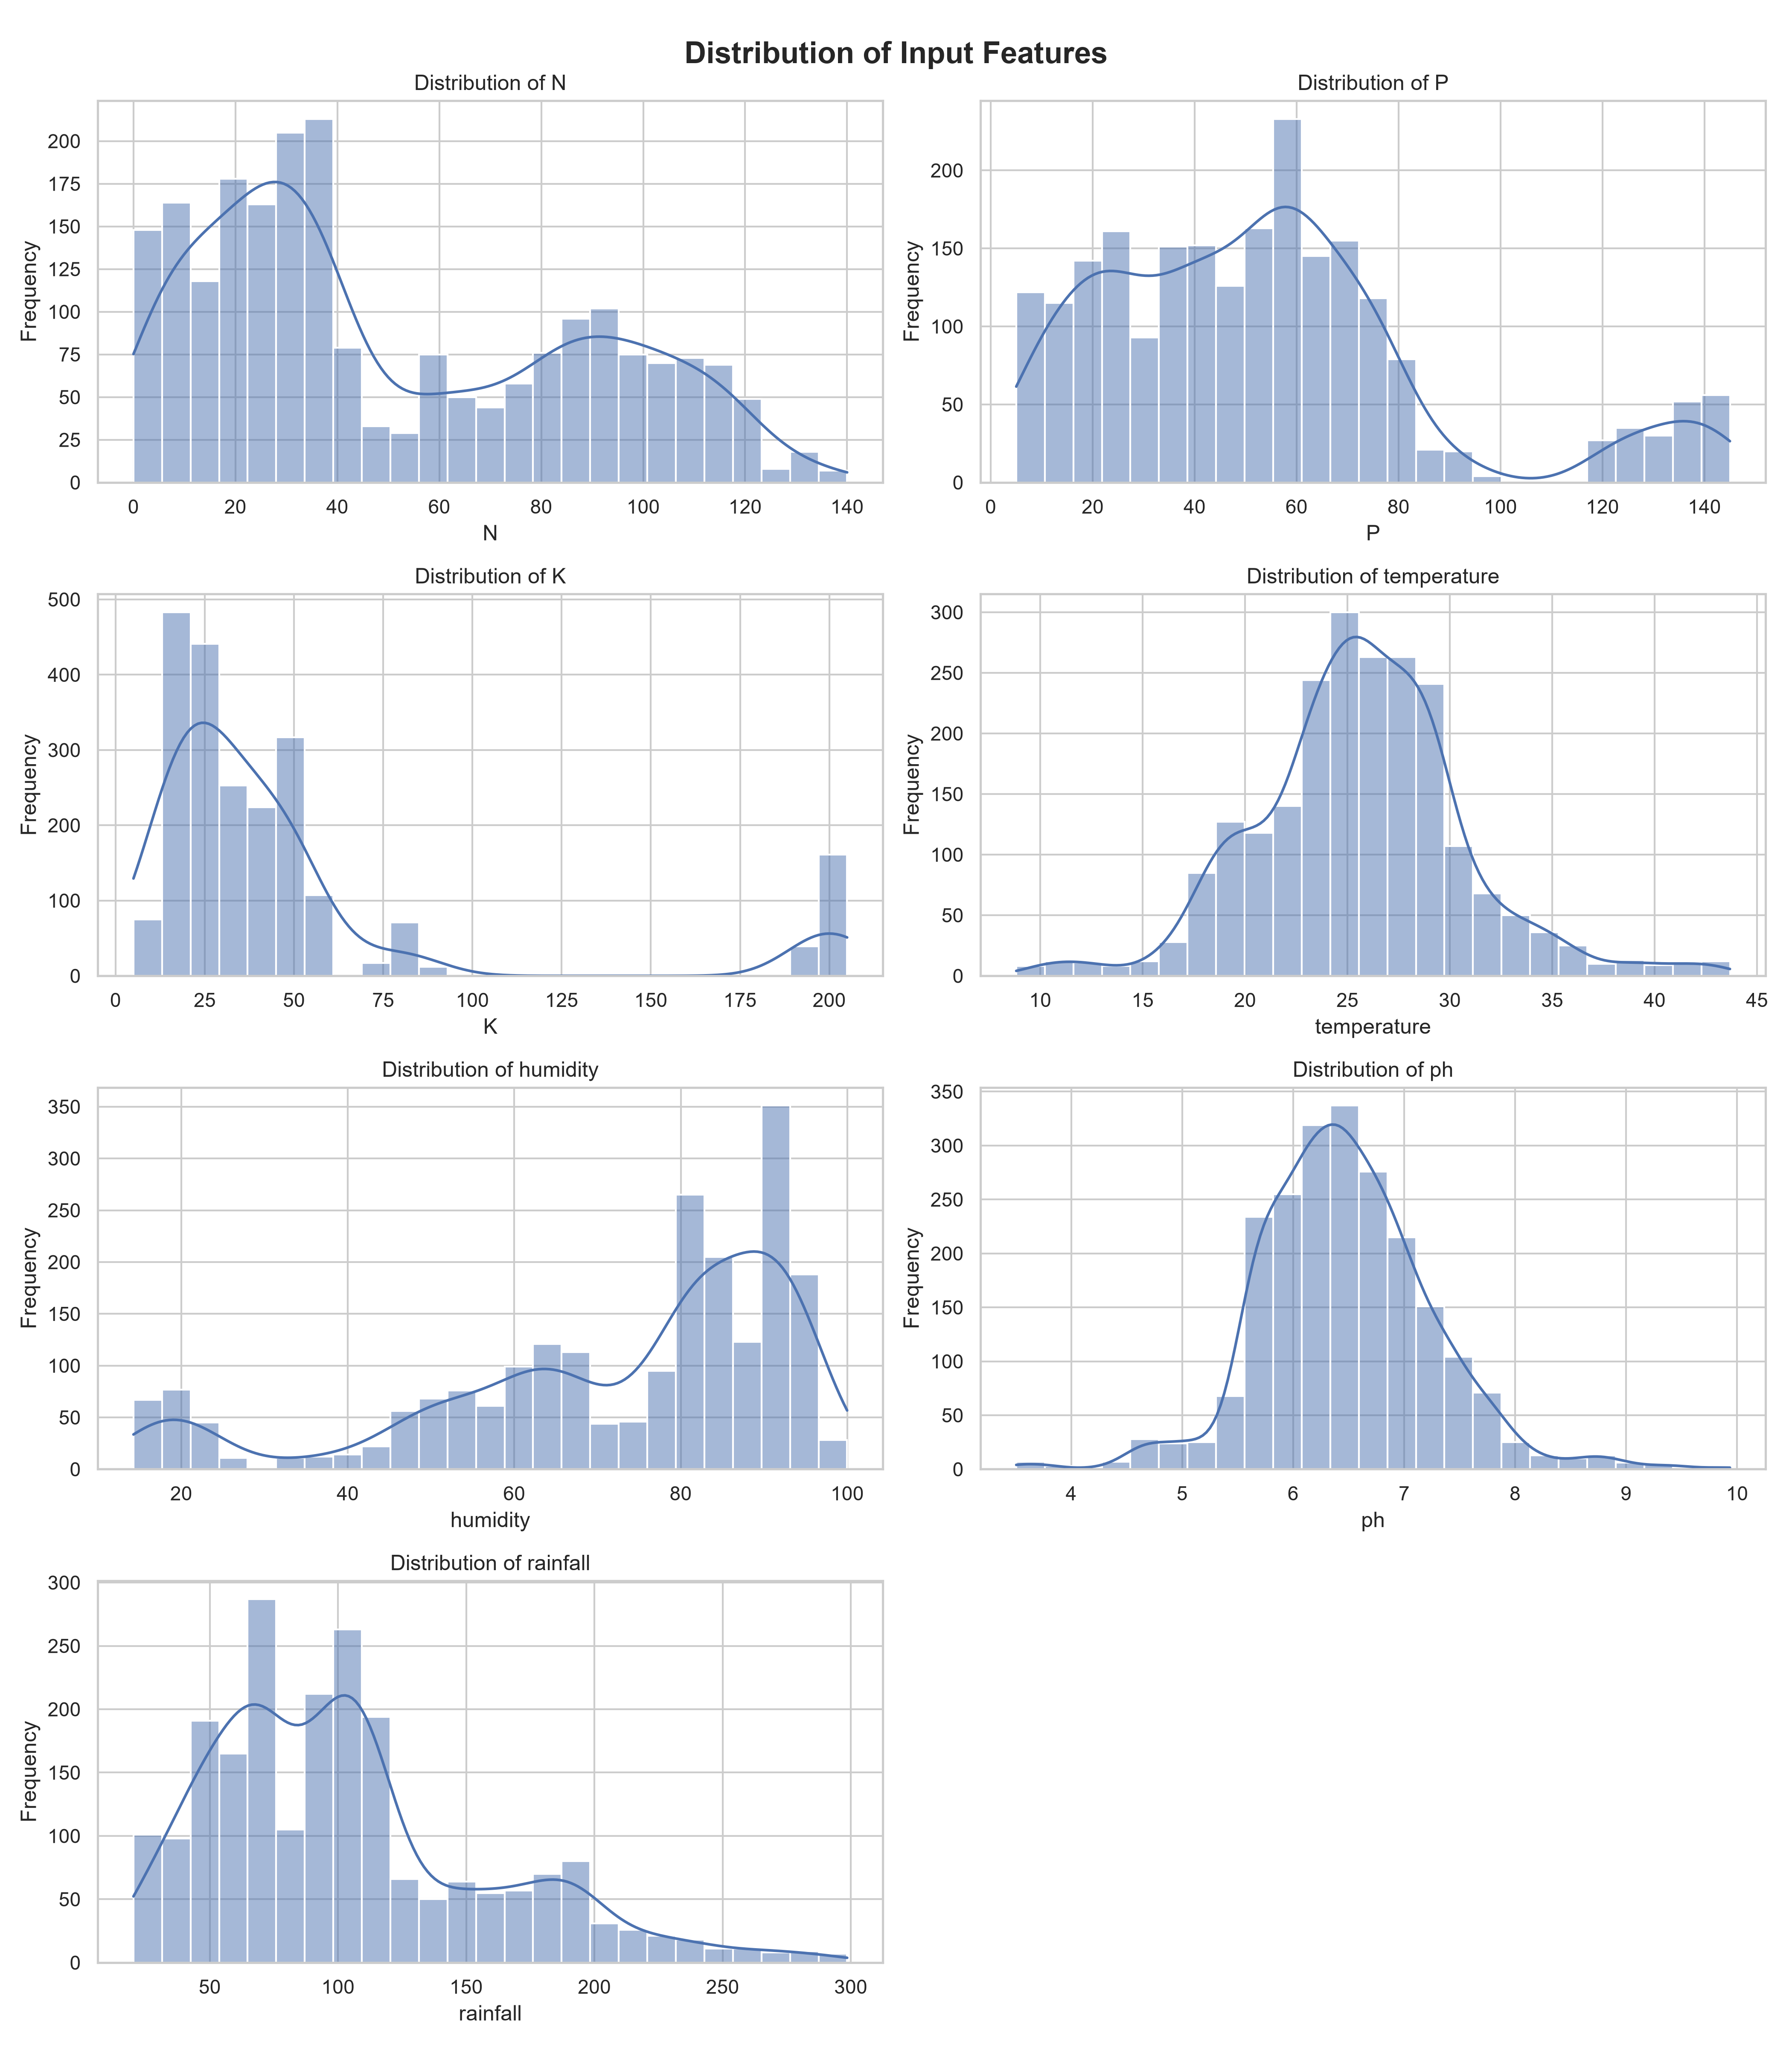 Distribution of Input Features
Distribution of N
Frequency
200
175
150
125
100
75
50
25
0
0 20 40 60 80 100 120 140
N
Distribution of P
Frequency
200
150
100
50
0
0 20 40 60 80 100 120 140
P
Distribution of K
Frequency
500
400
300
200
100
0
0 25 50 75 100 125 150 175 200
K
Distribution of temperature
Frequency
300
250
200
150
100
50
0
10 15 20 25 30 35 40 45
temperature
Distribution of humidity
Frequency
350
300
250
200
150
100
50
0
20 40 60 80 100
humidity
Distribution of ph
Frequency
350
300
250
200
150
100
50
0
4 5 6 7 8 9 10
ph
Distribution of rainfall
Frequency
300
250
200
150
100
50
0
50 100 150 200 250 300
rainfall